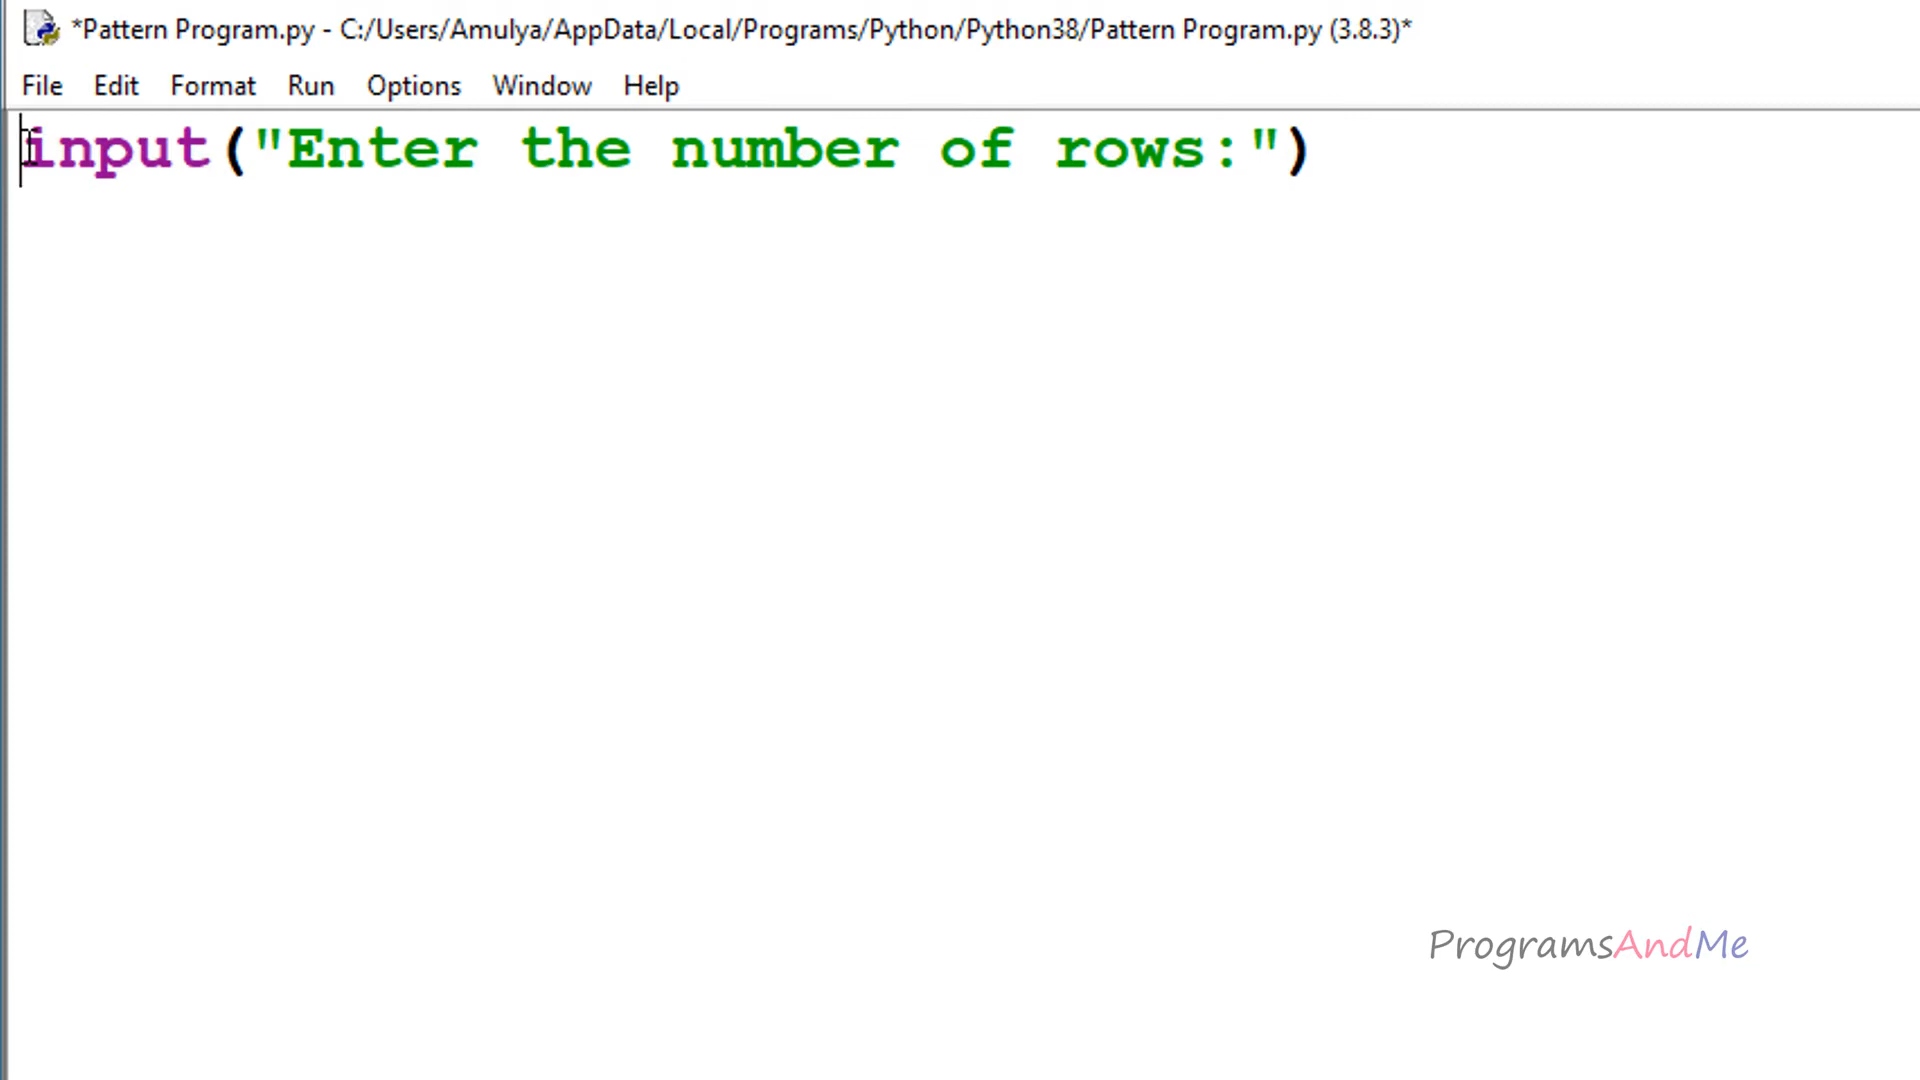 *Pattern Program.py - C:/Users/Amulya/AppData/Local/Programs/Python/Python38/Pattern Program.py (3.8.3)*
File Edit Format Run Options Window Help
input("Enter the number of rows:")
ProgramsAndMe